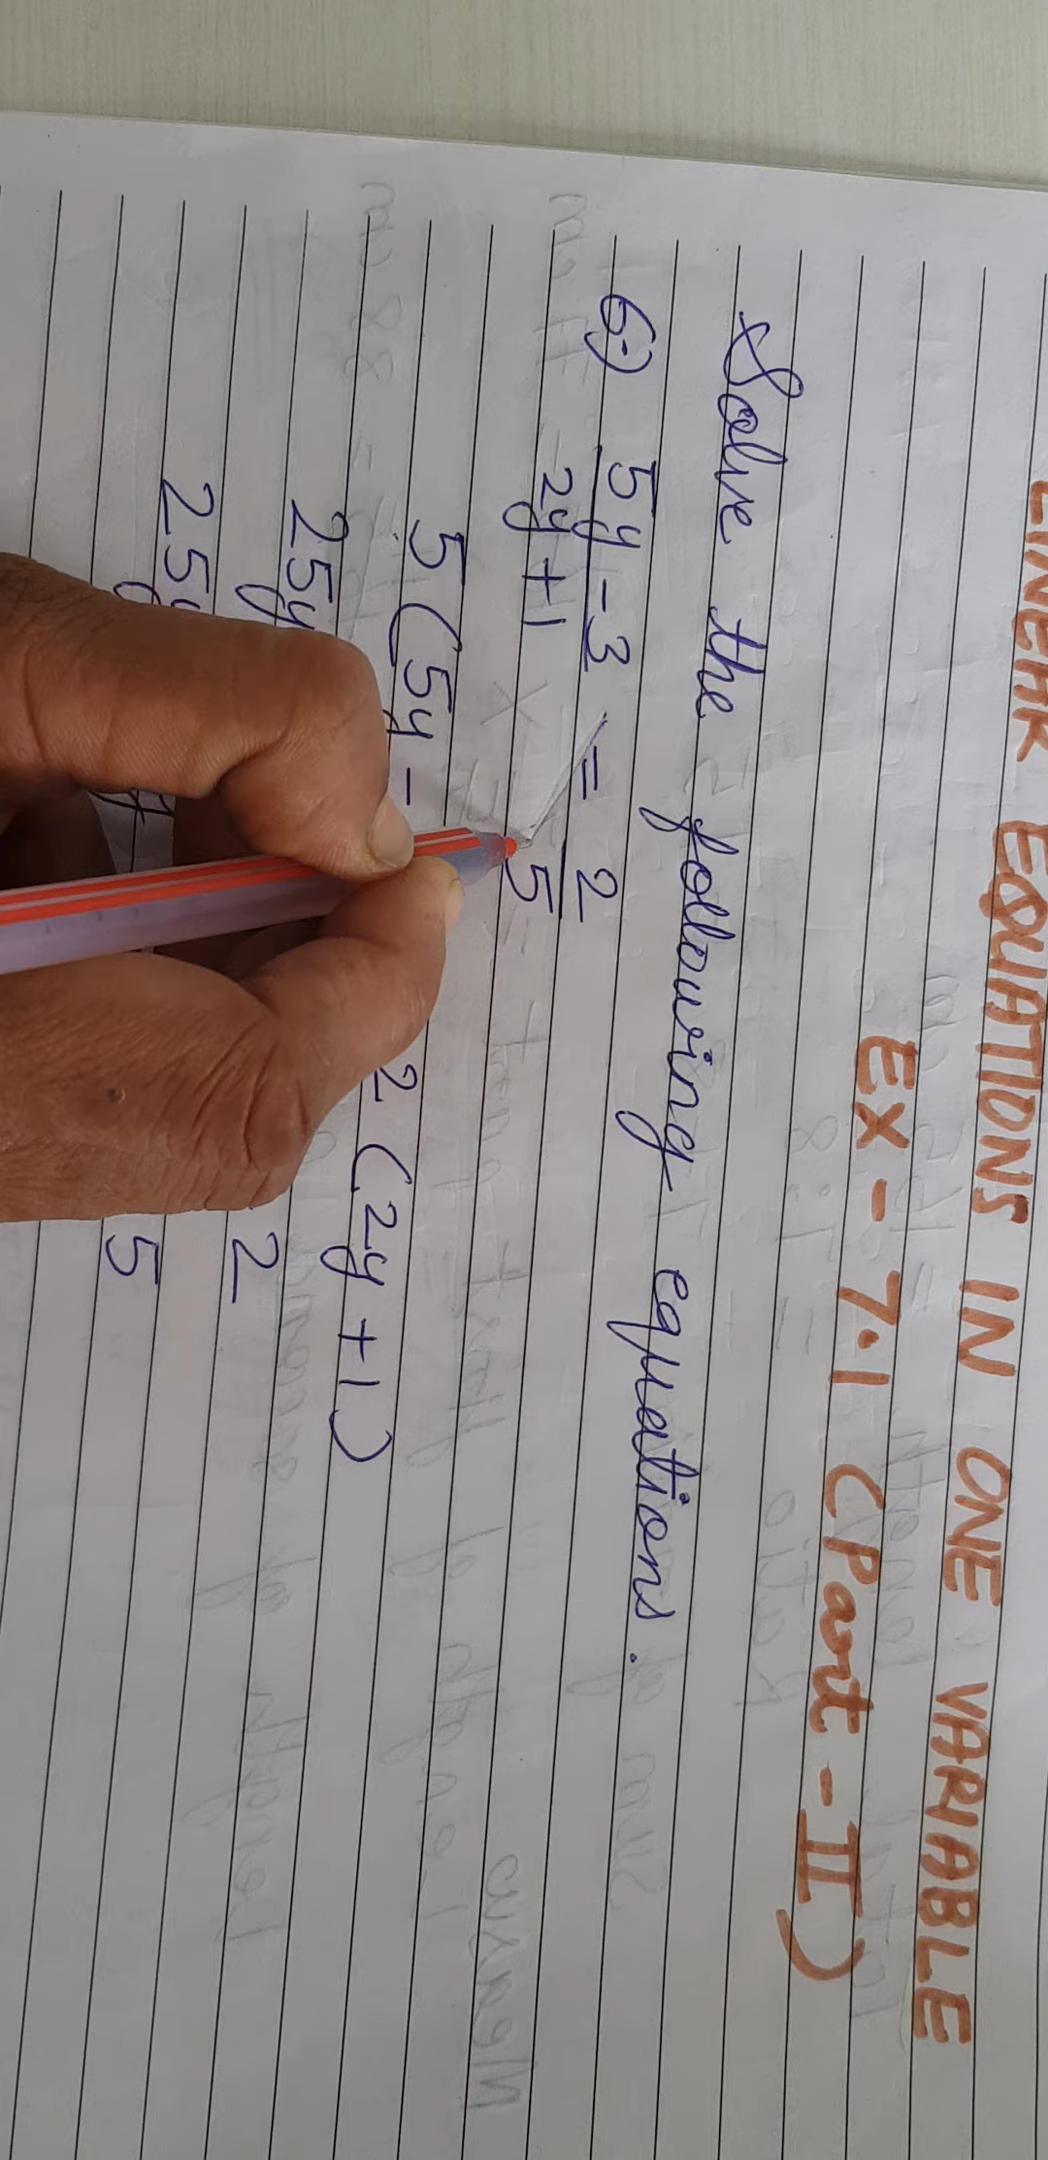 LINEAR EQUATIONS IN ONE VARIABLE
EX - 7.1 (Part - II)
Solve the following equations.
6.) 5y - 3 = 2
2y + 1 5
5 (5y - 2 (2y + 1)
25y 2
25y 5